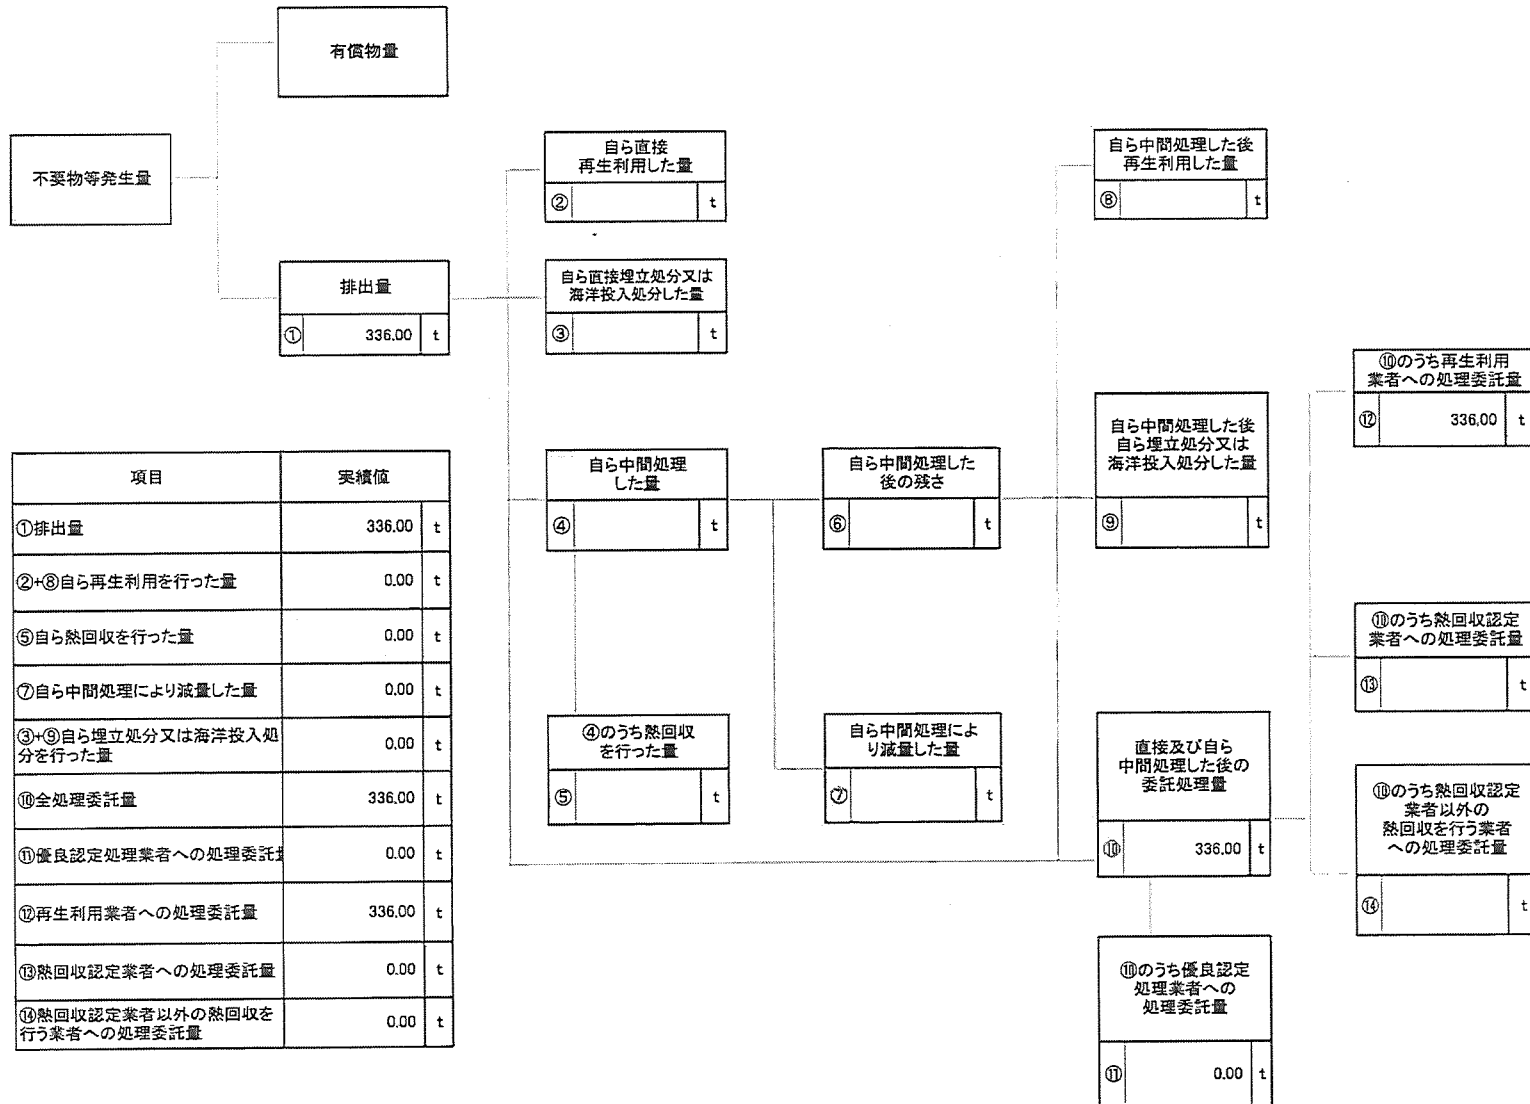 有償物量
不要物等発生量
自ら直接
再生利用した量
② t
自ら中間処理した後
再生利用した量
⑧ t
排出量
① 336.00 t
自ら直接埋立処分又は
海洋投入処分した量
③ t
⑩のうち再生利用
業者への処理委託量
⑫ 336.00 t
自ら中間処理
した量
④ t
自ら中間処理した
後の残さ
⑥ t
自ら中間処理した後
自ら埋立処分又は
海洋投入処分した量
⑨ t
⑩のうち熱回収認定
業者への処理委託量
⑬ t
④のうち熱回収
を行った量
⑤ t
自ら中間処理によ
り減量した量
⑦ t
直接及び自ら
中間処理した後の
委託処理量
⑩ 336.00 t
⑩のうち熱回収認定
業者以外の
熱回収を行う業者
への処理委託量
⑭ t
⑩のうち優良認定
処理業者への
処理委託量
⑪ 0.00 t
項目 実績値
①排出量 336.00 t
②+⑧自ら再生利用を行った量 0.00 t
⑤自ら熱回収を行った量 0.00 t
⑦自ら中間処理により減量した量 0.00 t
③+⑨自ら埋立処分又は海洋投入処
分を行った量 0.00 t
⑩全処理委託量 336.00 t
⑪優良認定処理業者への処理委託量 0.00 t
⑫再生利用業者への処理委託量 336.00 t
⑬熱回収認定業者への処理委託量 0.00 t
⑭熱回収認定業者以外の熱回収を
行う業者への処理委託量 0.00 t